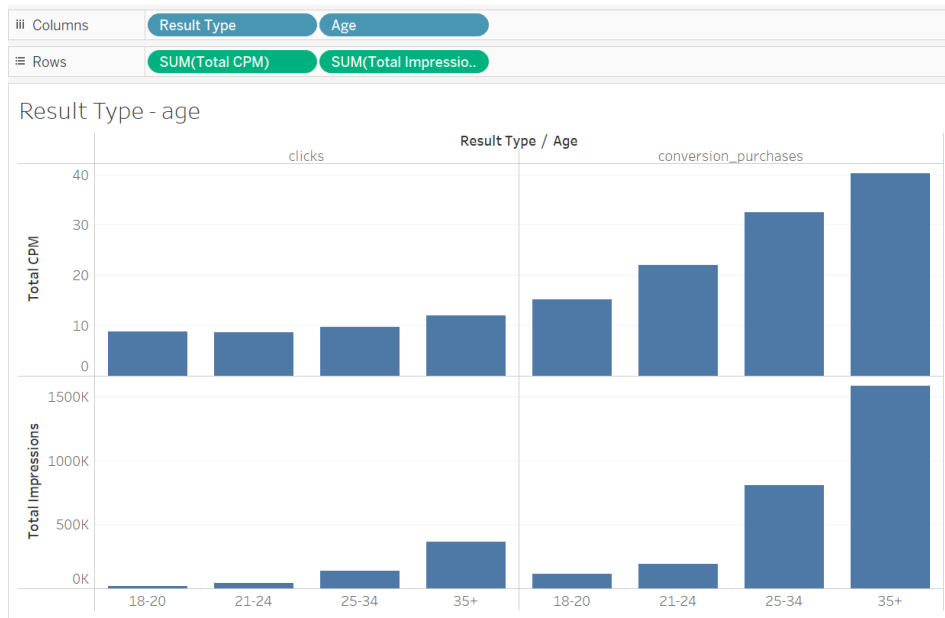 Columns Result Type Age
Rows SUM(Total CPM) SUM(Total Impressio..
Result Type - age
Result Type / Age
clicks conversion_purchases
Total CPM
40
30
20
10
0
Total Impressions
1500K
1000K
500K
0K
18-20 21-24 25-34 35+ 18-20 21-24 25-34 35+